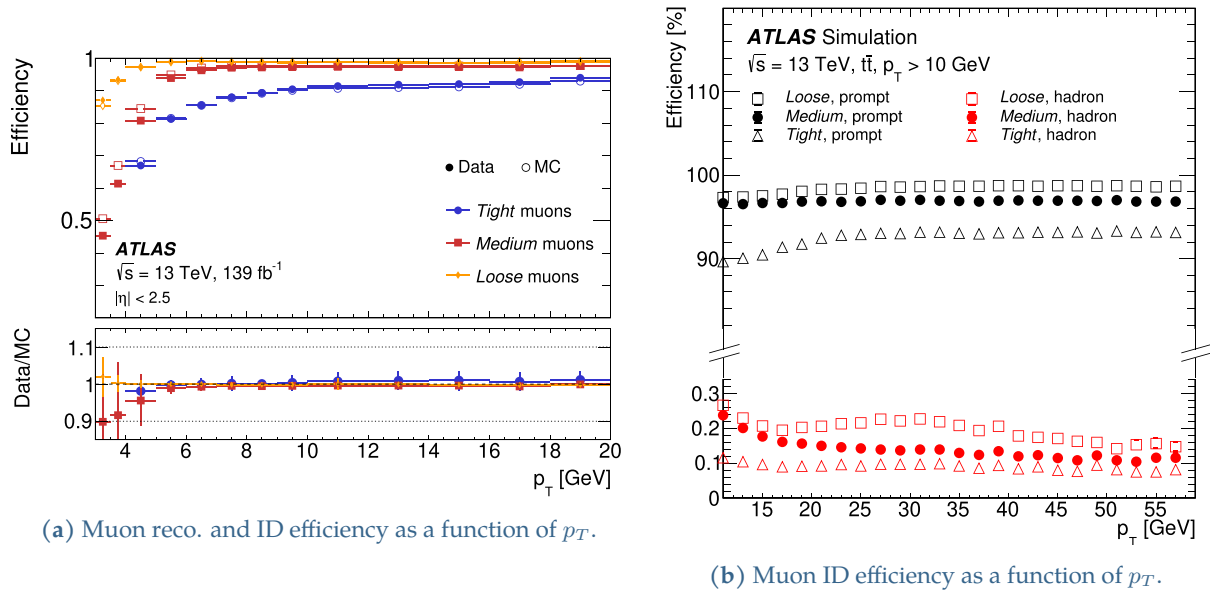 Efficiency
1
0.5
Data
MC
Tight muons
Medium muons
Loose muons
ATLAS
√s = 13 TeV, 139 fb⁻¹
|η| < 2.5
Data/MC
1.1
1
0.9
4 6 8 10 12 14 16 18 20
p_T [GeV]
(a) Muon reco. and ID efficiency as a function of p_T.
Efficiency [%]
ATLAS Simulation
√s = 13 TeV, tt̄, p_T > 10 GeV
Loose, prompt
Medium, prompt
Tight, prompt
Loose, hadron
Medium, hadron
Tight, hadron
110
100
90
0.4
0.3
0.2
0.1
0
15 20 25 30 35 40 45 50 55
p_T [GeV]
(b) Muon ID efficiency as a function of p_T.